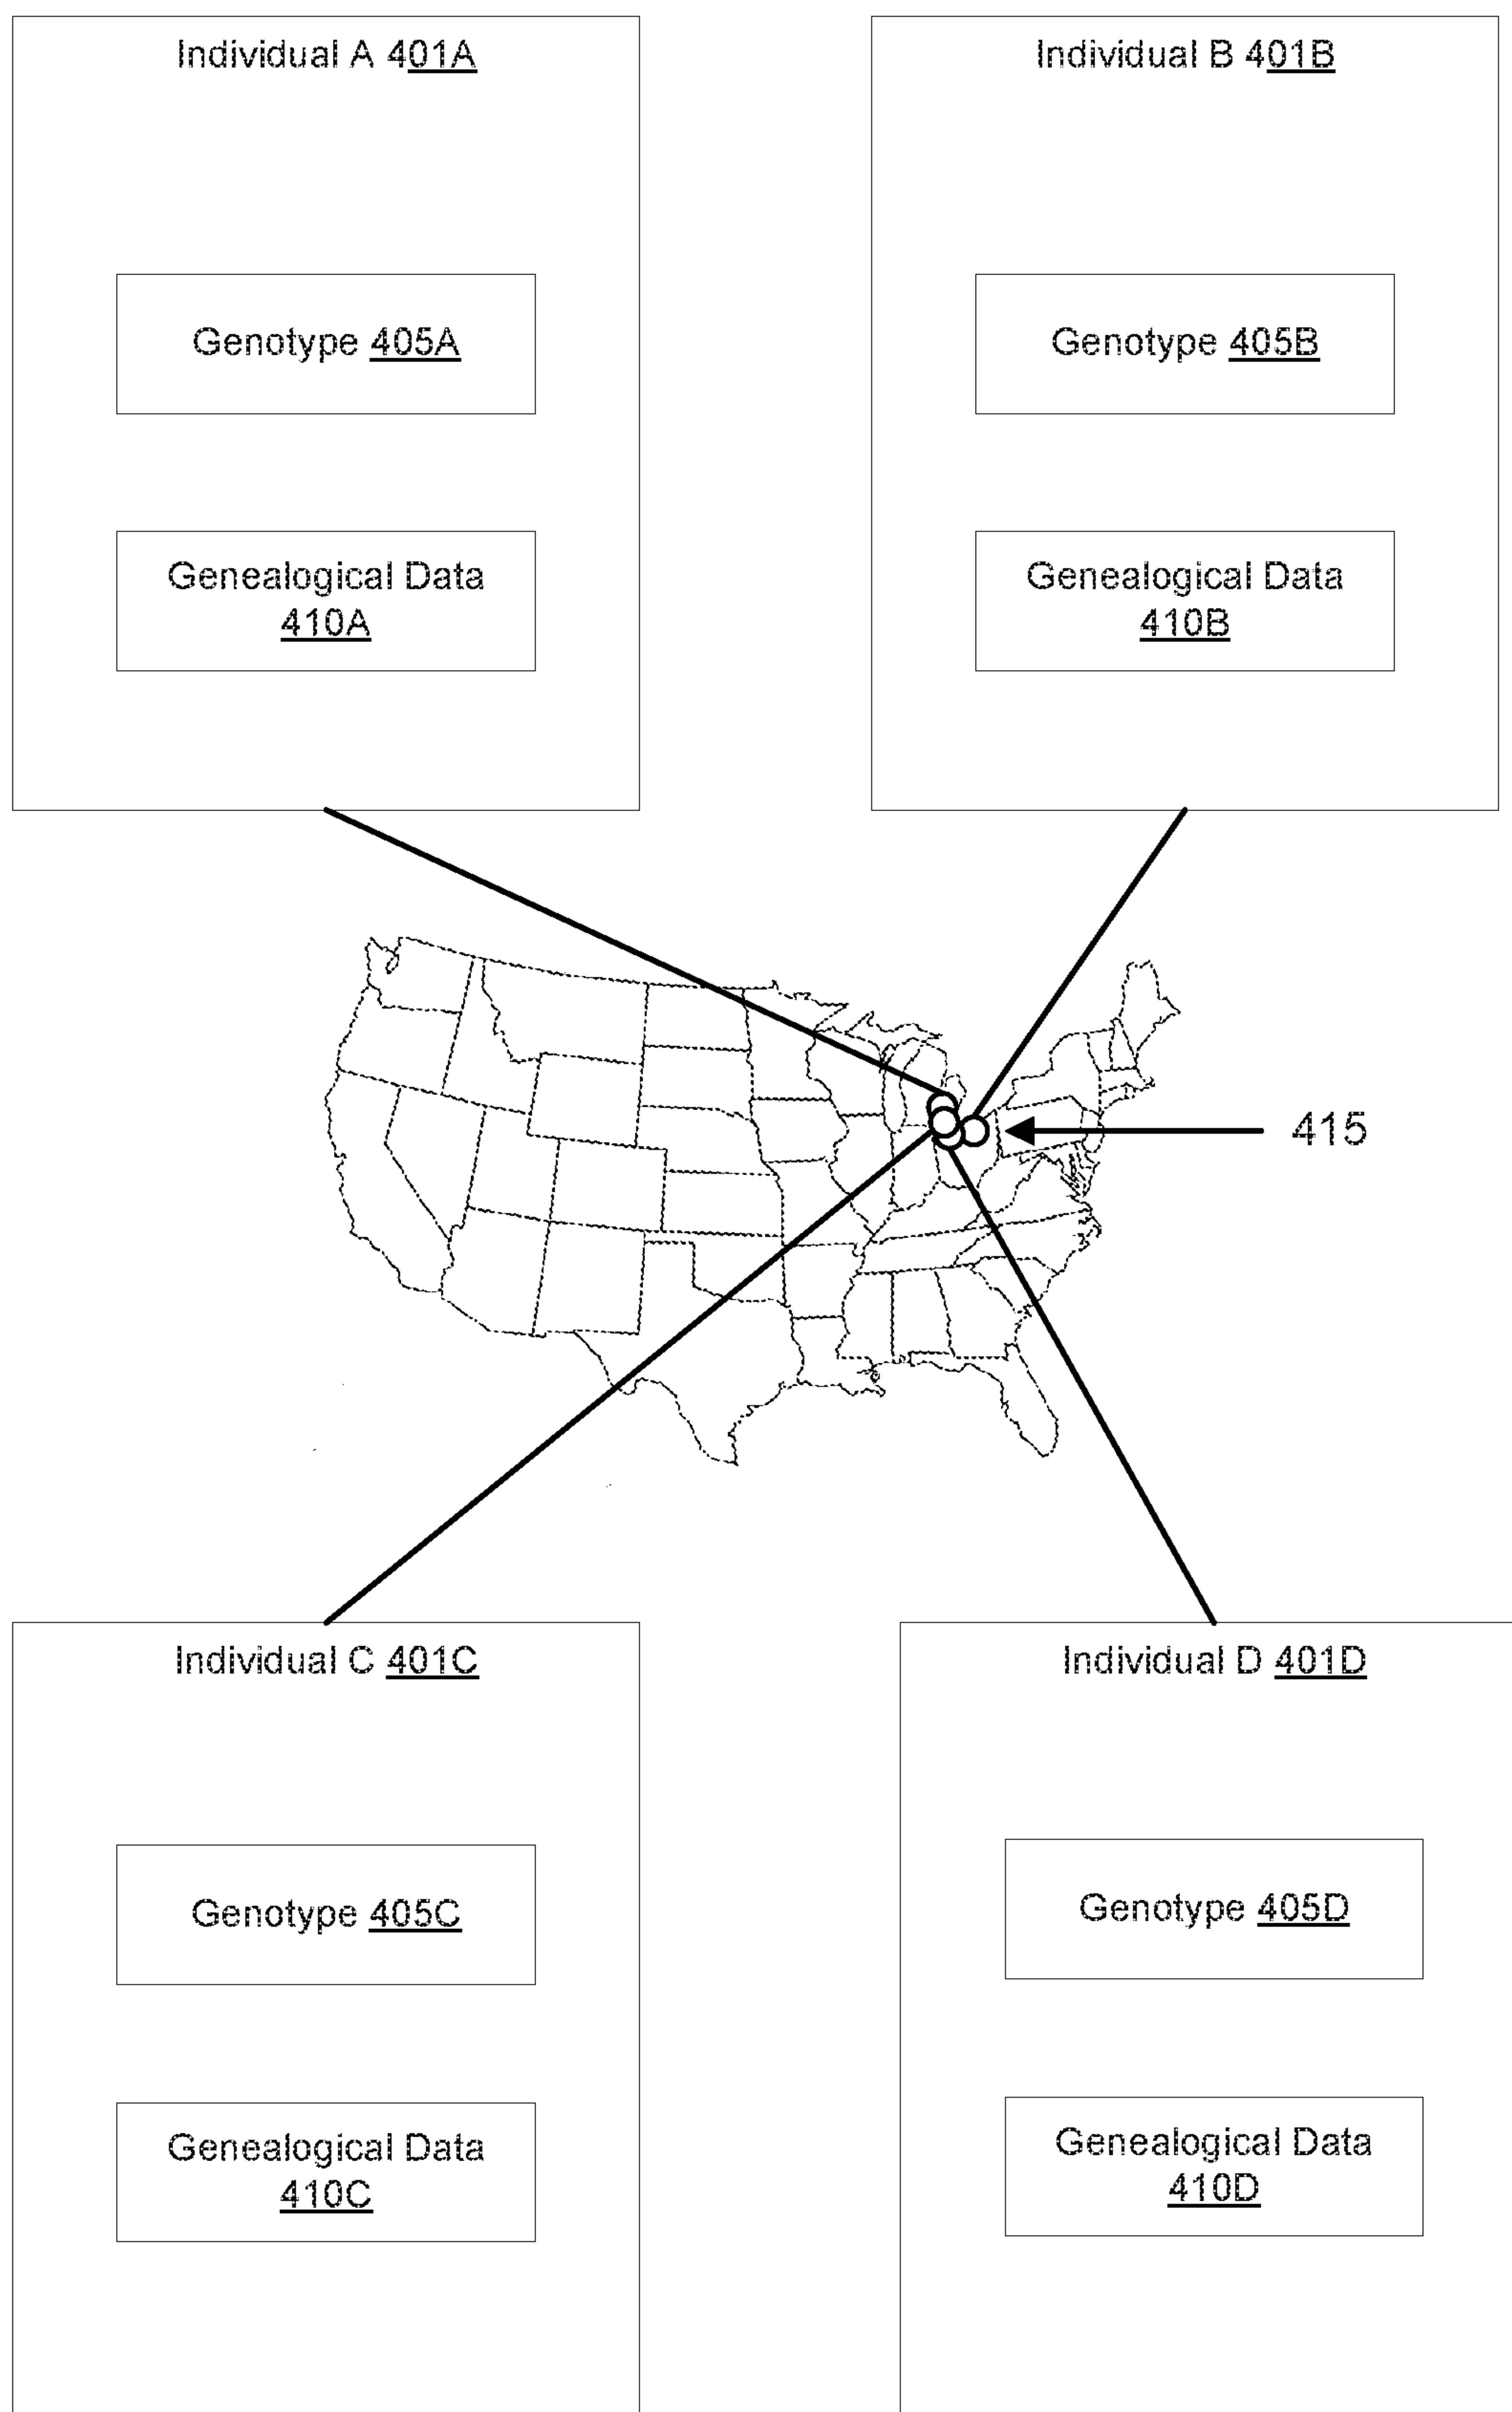 Individual A 401A
Individual B 401B
Genotype 405A
Genotype 405B
Genealogical Data
410A
Genealogical Data
410B
415
Individual C 401C
Individual D 401D
Genotype 405C
Genotype 405D
Genealogical Data
410C
Genealogical Data
410D